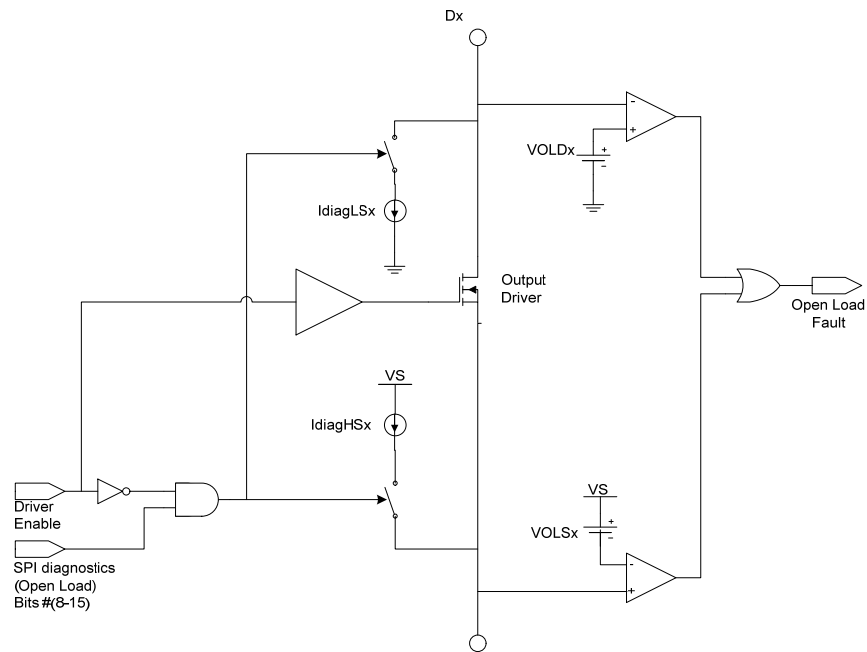 Dx
-
+
VOLDx
+
-
IdiagLSx
Output
Driver
Open Load
Fault
VS
IdiagHSx
Driver
Enable
VS
VOLSx
+
-
-
+
SPI diagnostics
(Open Load)
Bits #(8-15)